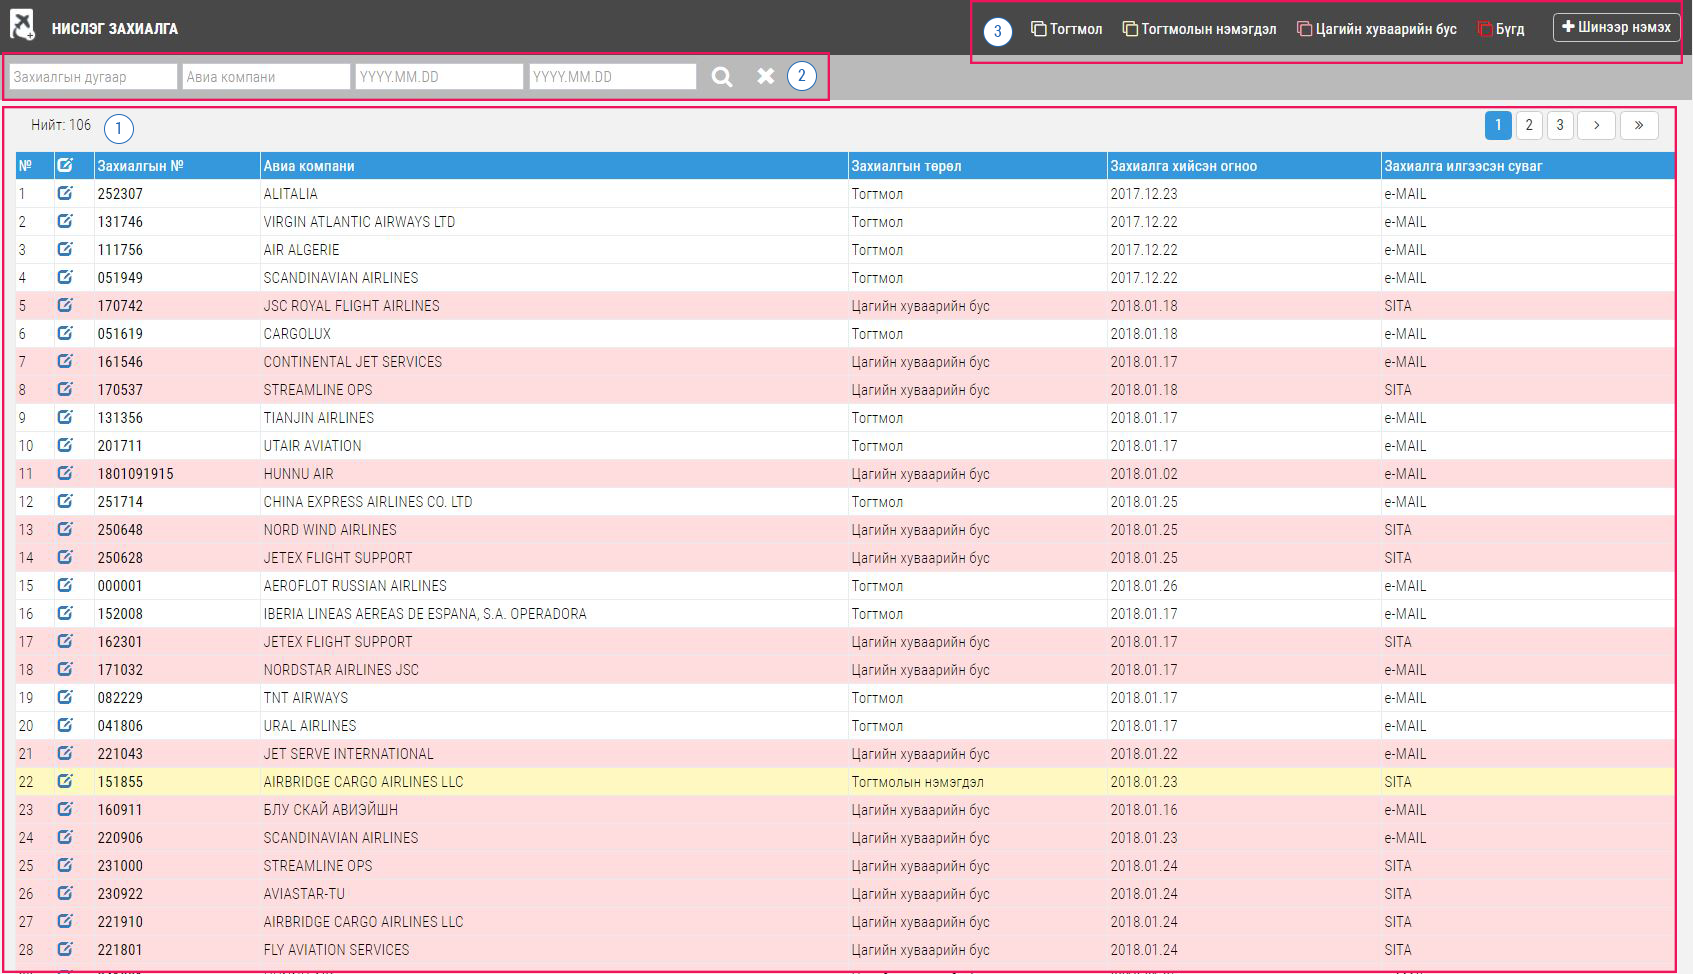 НИСЛЭГ ЗАХИАЛГА
3 Тогтмол Тогтмолын нэмэгдэл Цагийн хуваарийн бус Бүгд Шинээр нэмэх
Захиалгын дугаар Авиа компани YYYY.MM.DD YYYY.MM.DD 2
Нийт: 106 1 1 2 3 › »
№ Захиалгын № Авиа компани Захиалгын төрөл Захиалга хийсэн огноо Захиалга илгээсэн суваг
1 252307 ALITALIA Тогтмол 2017.12.23 e-MAIL
2 131746 VIRGIN ATLANTIC AIRWAYS LTD Тогтмол 2017.12.22 e-MAIL
3 111756 AIR ALGERIE Тогтмол 2017.12.22 e-MAIL
4 051949 SCANDINAVIAN AIRLINES Тогтмол 2017.12.22 e-MAIL
5 170742 JSC ROYAL FLIGHT AIRLINES Цагийн хуваарийн бус 2018.01.18 SITA
6 051619 CARGOLUX Тогтмол 2018.01.18 e-MAIL
7 161546 CONTINENTAL JET SERVICES Цагийн хуваарийн бус 2018.01.17 e-MAIL
8 170537 STREAMLINE OPS Цагийн хуваарийн бус 2018.01.18 SITA
9 131356 TIANJIN AIRLINES Тогтмол 2018.01.17 e-MAIL
10 201711 UTAIR AVIATION Тогтмол 2018.01.17 e-MAIL
11 1801091915 HUNNU AIR Цагийн хуваарийн бус 2018.01.02 e-MAIL
12 251714 CHINA EXPRESS AIRLINES CO. LTD Тогтмол 2018.01.25 e-MAIL
13 250648 NORD WIND AIRLINES Цагийн хуваарийн бус 2018.01.25 SITA
14 250628 JETEX FLIGHT SUPPORT Цагийн хуваарийн бус 2018.01.25 SITA
15 000001 AEROFLOT RUSSIAN AIRLINES Тогтмол 2018.01.26 e-MAIL
16 152008 IBERIA LINEAS AEREAS DE ESPANA, S.A. OPERADORA Тогтмол 2018.01.17 e-MAIL
17 162301 JETEX FLIGHT SUPPORT Цагийн хуваарийн бус 2018.01.17 SITA
18 171032 NORDSTAR AIRLINES JSC Цагийн хуваарийн бус 2018.01.17 e-MAIL
19 082229 TNT AIRWAYS Тогтмол 2018.01.17 e-MAIL
20 041806 URAL AIRLINES Тогтмол 2018.01.17 e-MAIL
21 221043 JET SERVE INTERNATIONAL Цагийн хуваарийн бус 2018.01.22 e-MAIL
22 151855 AIRBRIDGE CARGO AIRLINES LLC Тогтмолын нэмэгдэл 2018.01.23 SITA
23 160911 БЛУ СКАЙ АВИЭЙШН Цагийн хуваарийн бус 2018.01.16 e-MAIL
24 220906 SCANDINAVIAN AIRLINES Цагийн хуваарийн бус 2018.01.23 e-MAIL
25 231000 STREAMLINE OPS Цагийн хуваарийн бус 2018.01.24 SITA
26 230922 AVIASTAR-TU Цагийн хуваарийн бус 2018.01.24 SITA
27 221910 AIRBRIDGE CARGO AIRLINES LLC Цагийн хуваарийн бус 2018.01.24 SITA
28 221801 FLY AVIATION SERVICES Цагийн хуваарийн бус 2018.01.24 SITA